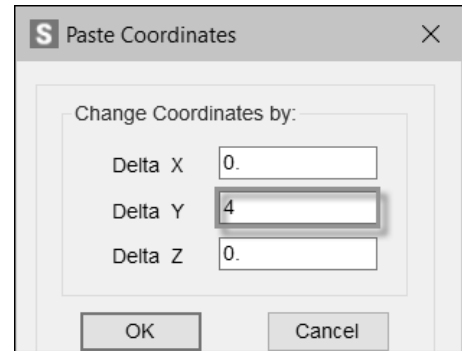 S Paste Coordinates
Change Coordinates by:
Delta X 0.
Delta Y 4
Delta Z 0.
OK Cancel